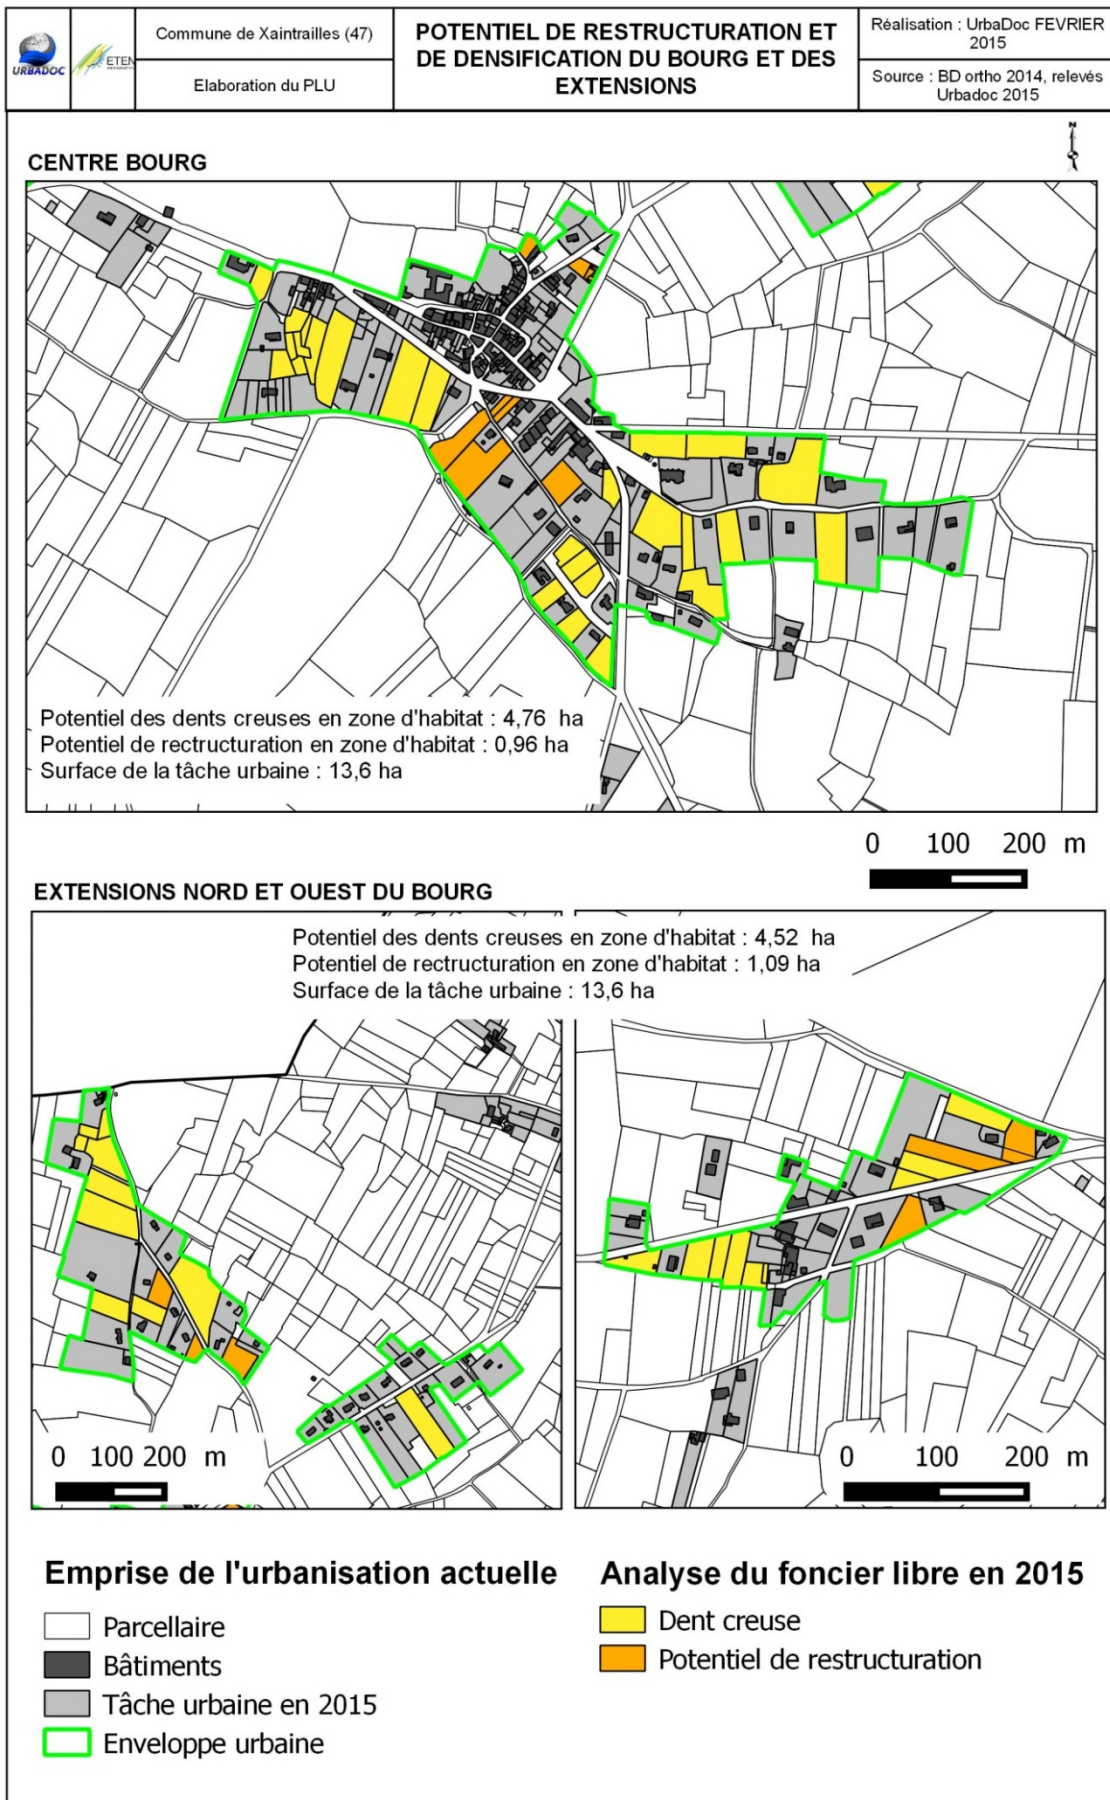 URBADOC
ETEN
Commune de Xaintrailles (47)
Elaboration du PLU
POTENTIEL DE RESTRUCTURATION ET
DE DENSIFICATION DU BOURG ET DES
EXTENSIONS
Réalisation : UrbaDoc FEVRIER
2015
Source : BD ortho 2014, relevés
Urbadoc 2015
N
CENTRE BOURG
Potentiel des dents creuses en zone d'habitat : 4,76 ha
Potentiel de rectructuration en zone d'habitat : 0,96 ha
Surface de la tâche urbaine : 13,6 ha
0 100 200 m
EXTENSIONS NORD ET OUEST DU BOURG
Potentiel des dents creuses en zone d'habitat : 4,52 ha
Potentiel de rectructuration en zone d'habitat : 1,09 ha
Surface de la tâche urbaine : 13,6 ha
0 100 200 m
0 100 200 m
Emprise de l'urbanisation actuelle
Parcellaire
Bâtiments
Tâche urbaine en 2015
Enveloppe urbaine
Analyse du foncier libre en 2015
Dent creuse
Potentiel de restructuration